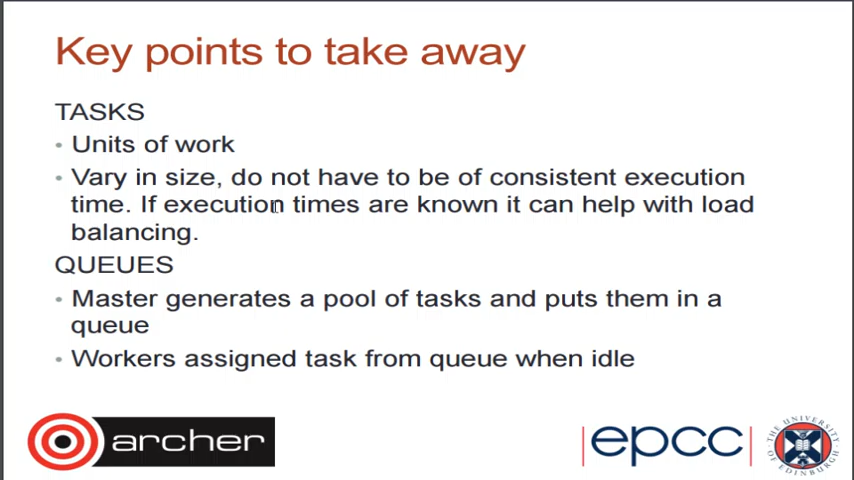 Key points to take away
TASKS
• Units of work
• Vary in size, do not have to be of consistent execution
time. If execution times are known it can help with load
balancing.
QUEUES
• Master generates a pool of tasks and puts them in a
queue
• Workers assigned task from queue when idle
archer
epcc
THE UNIVERSITY OF EDINBURGH